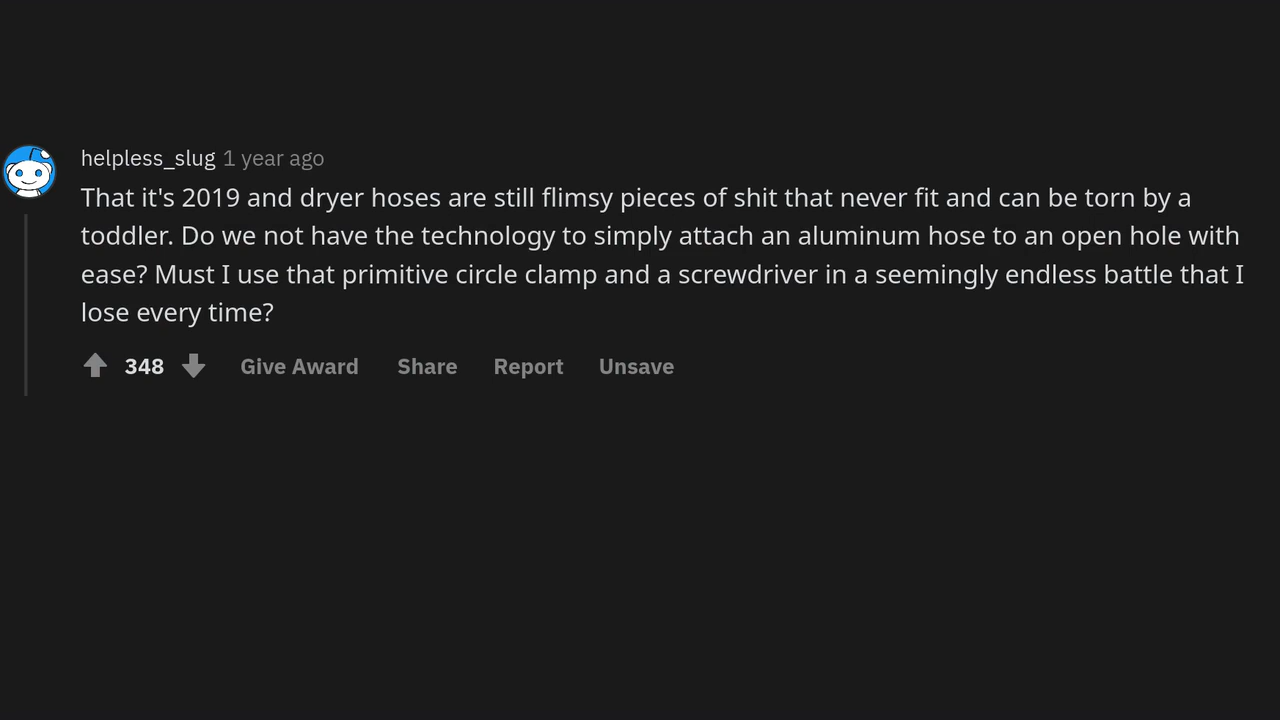 helpless_slug 1 year ago
That it's 2019 and dryer hoses are still flimsy pieces of shit that never fit and can be torn by a
toddler. Do we not have the technology to simply attach an aluminum hose to an open hole with
ease? Must I use that primitive circle clamp and a screwdriver in a seemingly endless battle that I
lose every time?
348 Give Award Share Report Unsave